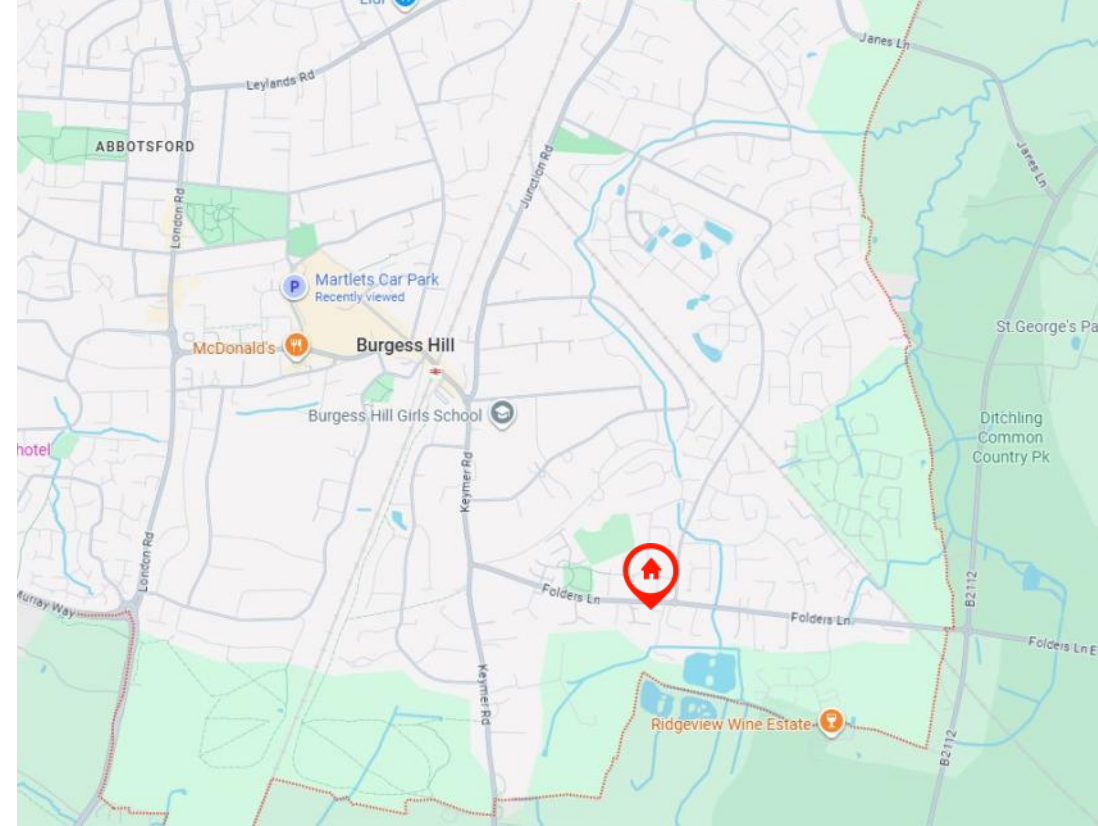 Janes Ln
Leylands Rd
ABBOTSFORD
London Rd
Junction Rd
Janes Ln
P
Martlets Car Park
Recently viewed
McDonald's
Burgess Hill
St.George's Pa
Burgess Hill Girls School
Ditchling
Common
Country Pk
hotel
Keymer Rd
London Rd
Murray Way
Folders Ln
Folders Ln
B2112
Folders Ln E
Keymer Rd
Ridgeview Wine Estate
B2112